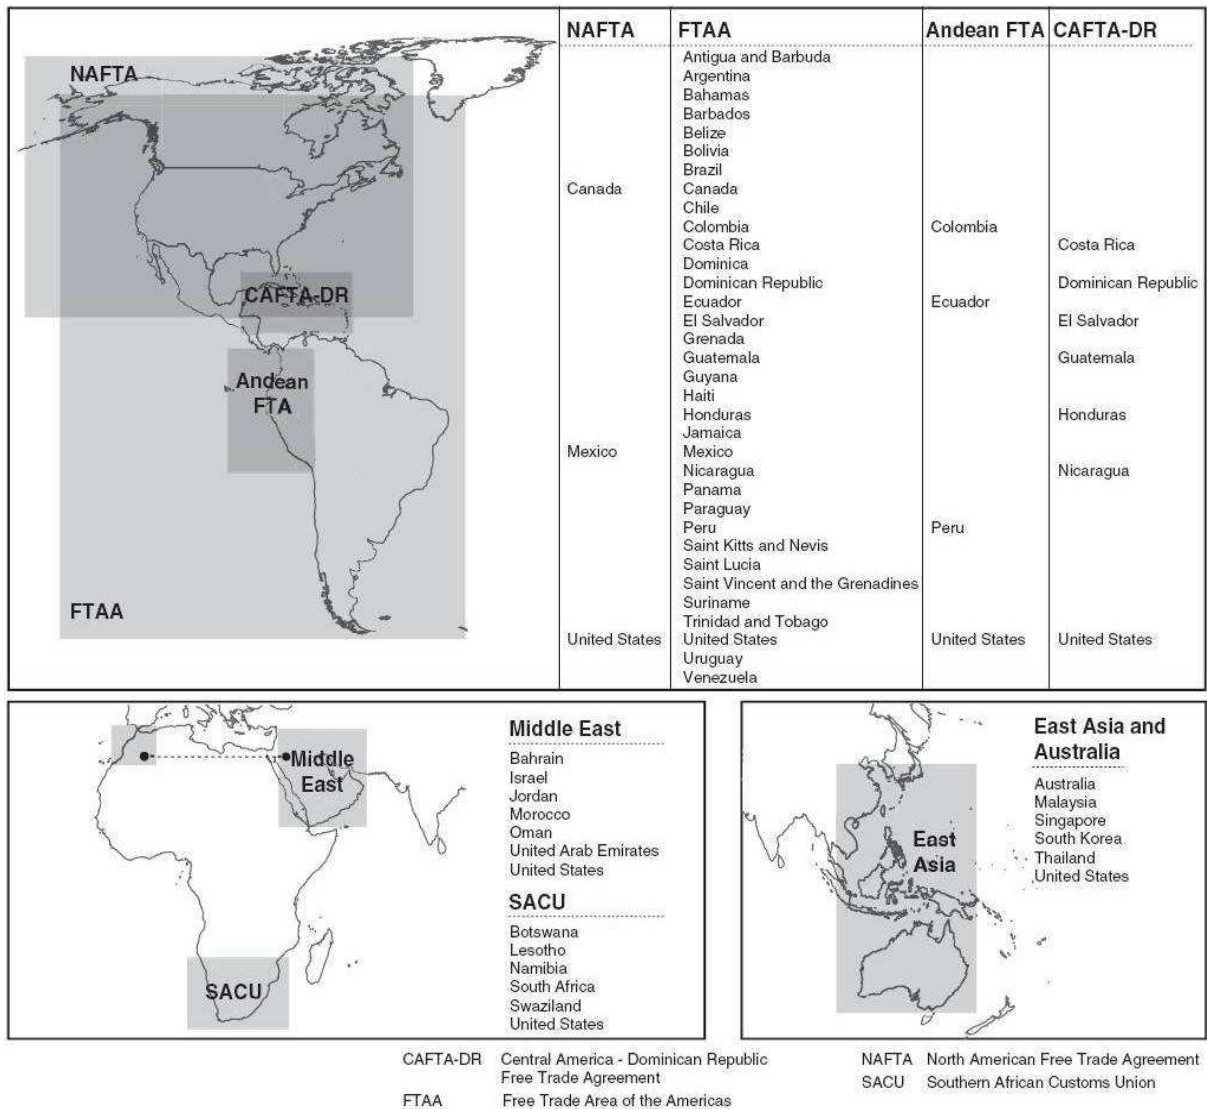 NAFTA
CAFTA-DR
Andean
FTA
FTAA
NAFTA
Canada
Mexico
United States
FTAA
Antigua and Barbuda
Argentina
Bahamas
Barbados
Belize
Bolivia
Brazil
Canada
Chile
Colombia
Costa Rica
Dominica
Dominican Republic
Ecuador
El Salvador
Grenada
Guatemala
Guyana
Haiti
Honduras
Jamaica
Mexico
Nicaragua
Panama
Paraguay
Peru
Saint Kitts and Nevis
Saint Lucia
Saint Vincent and the Grenadines
Suriname
Trinidad and Tobago
United States
Uruguay
Venezuela
Andean FTA
Colombia
Ecuador
Peru
United States
CAFTA-DR
Costa Rica
Dominican Republic
El Salvador
Guatemala
Honduras
Nicaragua
United States
Middle
East
SACU
Middle East
Bahrain
Israel
Jordan
Morocco
Oman
United Arab Emirates
United States
SACU
Botswana
Lesotho
Namibia
South Africa
Swaziland
United States
East
Asia
East Asia and
Australia
Australia
Malaysia
Singapore
South Korea
Thailand
United States
CAFTA-DR Central America - Dominican Republic
Free Trade Agreement
FTAA Free Trade Area of the Americas
NAFTA North American Free Trade Agreement
SACU Southern African Customs Union